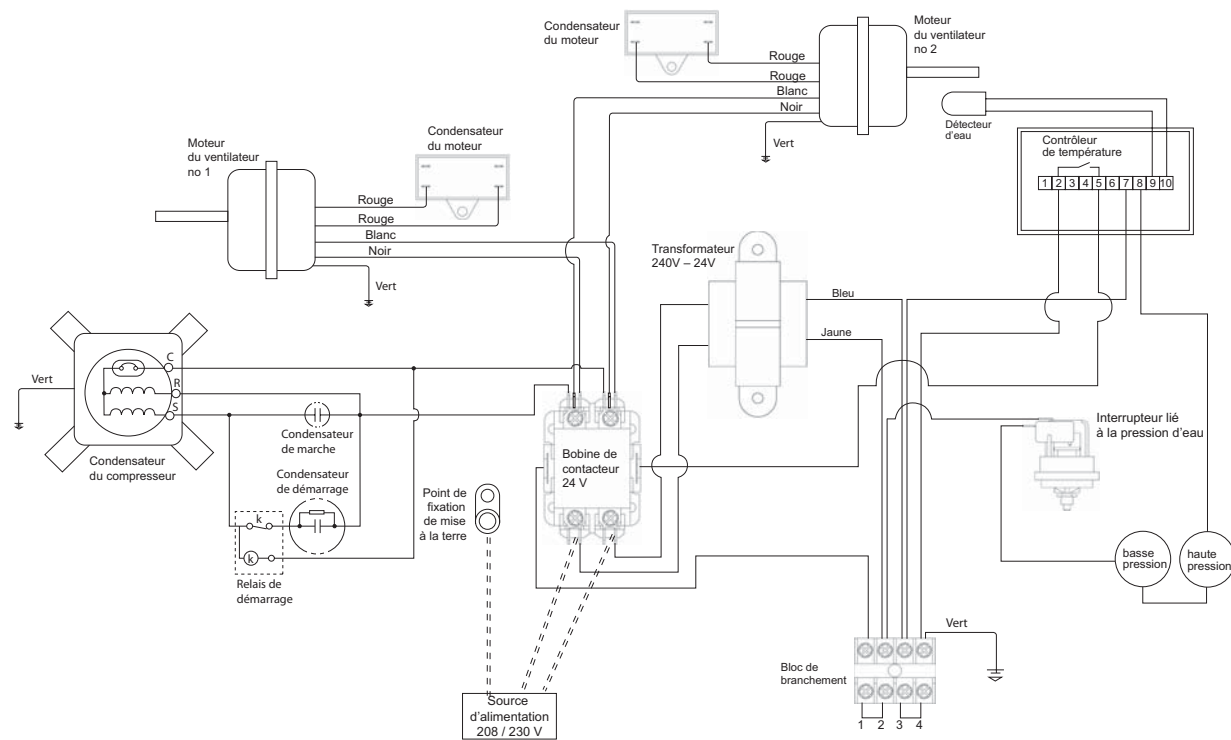 Condensateur
du moteur
Moteur
du ventilateur
no 2
Rouge
Rouge
Blanc
Noir
Vert
Détecteur
d'eau
Contrôleur
de température
1 2 3 4 5 6 7 8 9 10
Moteur
du ventilateur
no 1
Condensateur
du moteur
Rouge
Rouge
Blanc
Noir
Vert
Transformateur
240V – 24V
Bleu
Jaune
Vert
C
R
S
Condensateur
du compresseur
Condensateur
de marche
Condensateur
de démarrage
k
k
Relais de
démarrage
Point de
fixation
de mise
à la terre
Bobine de
contacteur
24 V
Interrupteur lié
à la pression d'eau
basse
pression
haute
pression
Vert
Bloc de
branchement
1 2 3 4
Source
d'alimentation
208 / 230 V